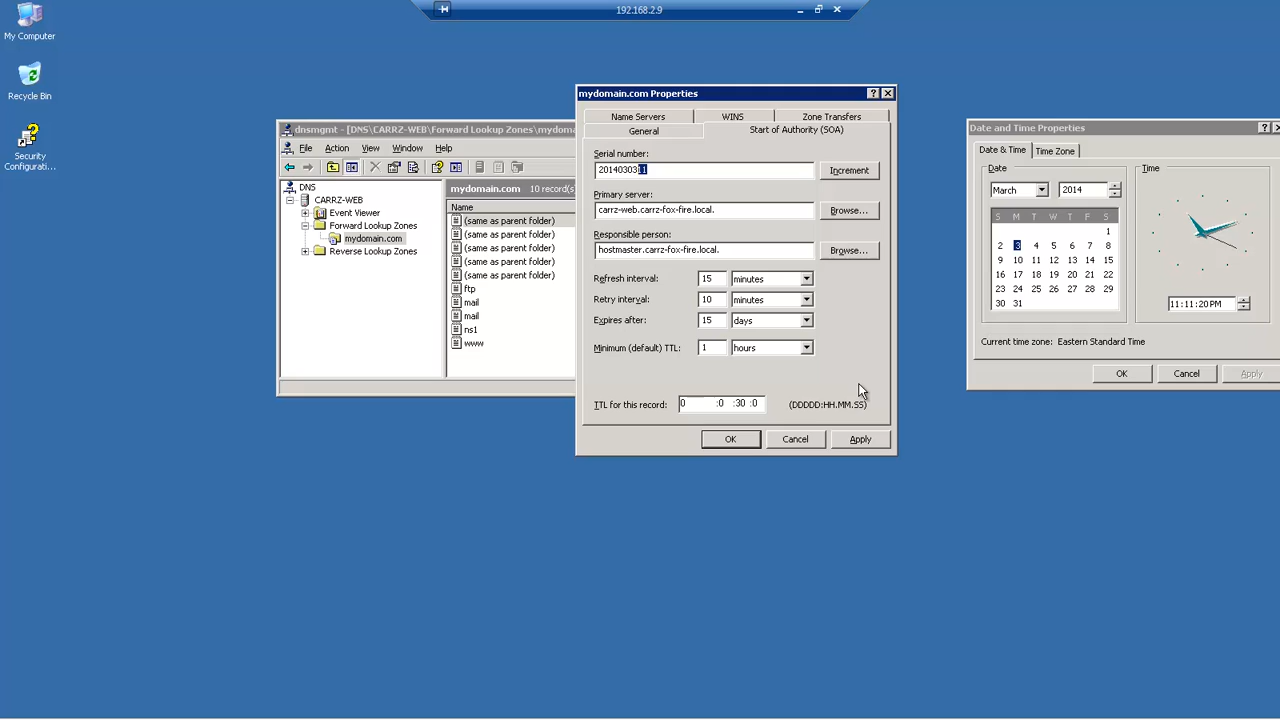 192.168.2.9
My Computer
Recycle Bin
Security
Configurati...
dnsmgmt - [DNS\CARRZ-WEB\Forward Lookup Zones\mydoma
File Action View Window Help
DNS
CARRZ-WEB
Event Viewer
Forward Lookup Zones
mydomain.com
Reverse Lookup Zones
mydomain.com 10 record(s
Name
(same as parent folder)
(same as parent folder)
(same as parent folder)
(same as parent folder)
(same as parent folder)
ftp
mail
mail
ns1
www
mydomain.com Properties
Name Servers WINS Zone Transfers
General Start of Authority (SOA)
Serial number:
2014030311 Increment
Primary server:
carrz-web.carrz-fox-fire.local. Browse...
Responsible person:
hostmaster.carrz-fox-fire.local. Browse...
Refresh interval: 15 minutes
Retry interval: 10 minutes
Expires after: 15 days
Minimum (default) TTL: 1 hours
TTL for this record: 0 :0 :30 :0 (DDDDD:HH.MM.SS)
OK Cancel Apply
Date and Time Properties
Date & Time Time Zone
Date Time
March 2014
S M T W T F S
1
2 3 4 5 6 7 8
9 10 11 12 13 14 15
16 17 18 19 20 21 22
23 24 25 26 27 28 29
30 31
11:11:20 PM
Current time zone: Eastern Standard Time
OK Cancel Apply